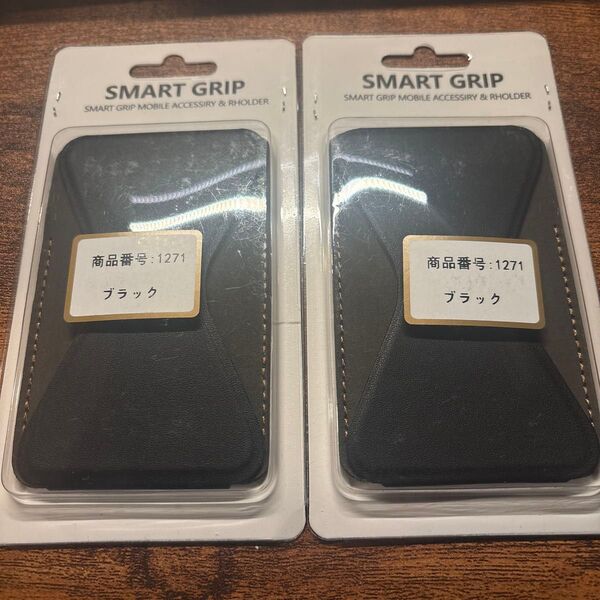 SMART GRIP
SMART GRIP MOBILE ACCESSIRY & RHOLDER
商品番号:1271
ブラック
SMART GRIP
SMART GRIP MOBILE ACCESSIRY & RHOLDER
商品番号:1271
ブラック